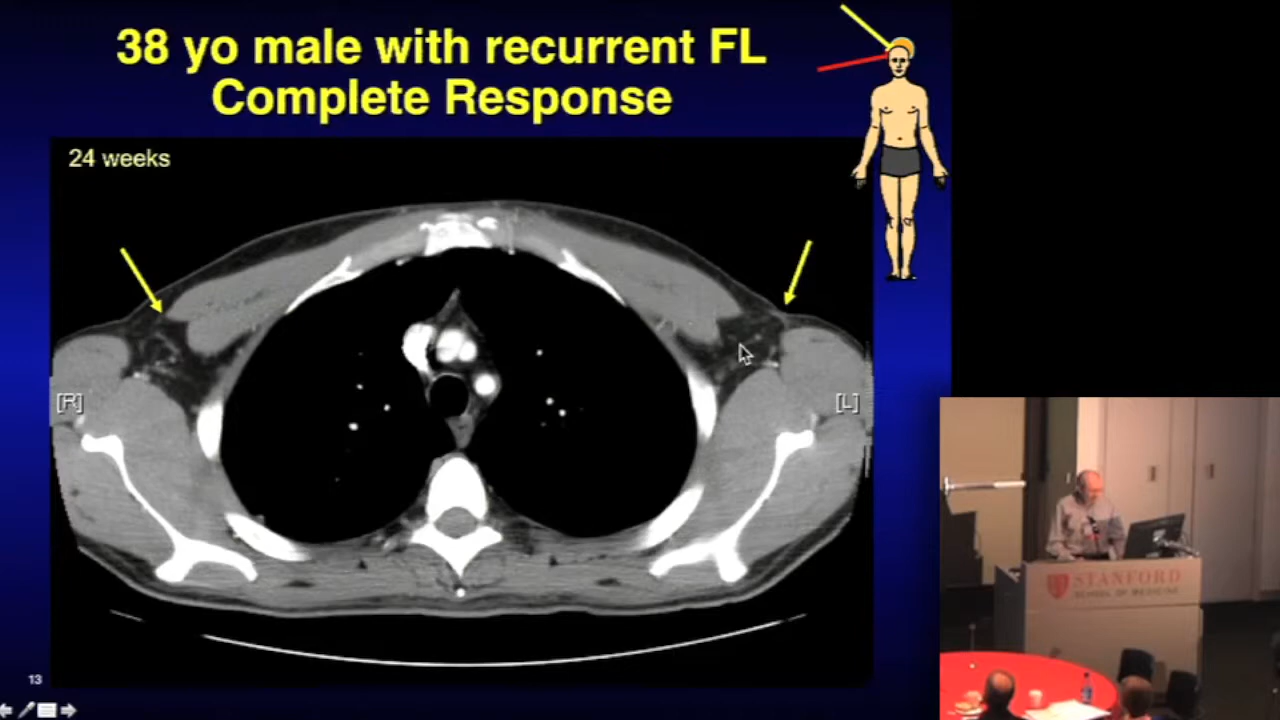 38 yo male with recurrent FL
Complete Response
24 weeks
[R]
[L]
STANFORD
SCHOOL OF MEDICINE
13